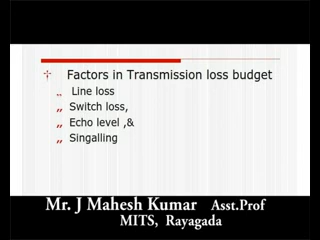 † Factors in Transmission loss budget
„ Line loss
„ Switch loss,
„ Echo level ,&
„ Singalling
Mr. J Mahesh Kumar Asst.Prof
MITS, Rayagada